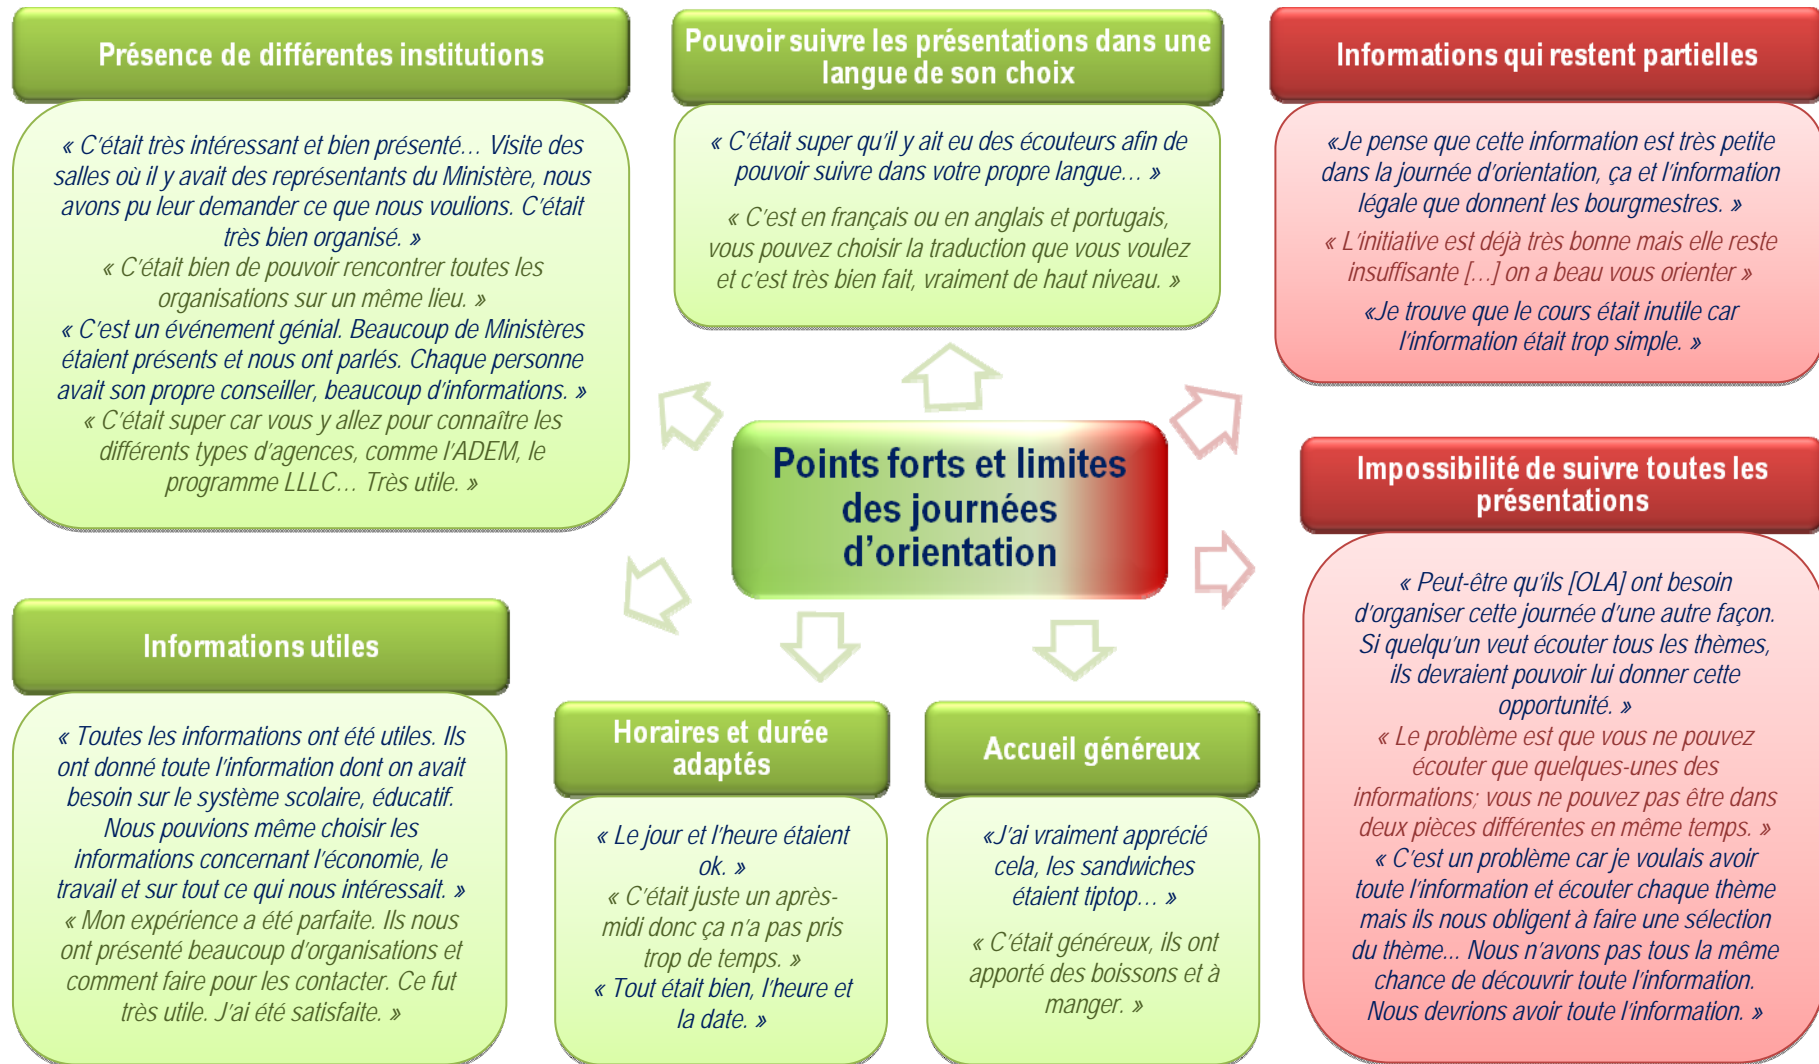 Présence de différentes institutions
« C'était très intéressant et bien présenté… Visite des
salles où il y avait des représentants du Ministère, nous
avons pu leur demander ce que nous voulions. C'était
très bien organisé. »
« C'était bien de pouvoir rencontrer toutes les
organisations sur un même lieu. »
« C'est un événement génial. Beaucoup de Ministères
étaient présents et nous ont parlés. Chaque personne
avait son propre conseiller, beaucoup d'informations. »
« C'était super car vous y allez pour connaître les
différents types d'agences, comme l'ADEM, le
programme LLLC… Très utile. »
Pouvoir suivre les présentations dans une
langue de son choix
« C'était super qu'il y ait eu des écouteurs afin de
pouvoir suivre dans votre propre langue… »
« C'est en français ou en anglais et portugais,
vous pouvez choisir la traduction que vous voulez
et c'est très bien fait, vraiment de haut niveau. »
Informations qui restent partielles
«Je pense que cette information est très petite
dans la journée d'orientation, ça et l'information
légale que donnent les bourgmestres. »
« L'initiative est déjà très bonne mais elle reste
insuffisante […] on a beau vous orienter »
«Je trouve que le cours était inutile car
l'information était trop simple. »
Points forts et limites
des journées
d'orientation
Impossibilité de suivre toutes les
présentations
« Peut-être qu'ils [OLA] ont besoin
d'organiser cette journée d'une autre façon.
Si quelqu'un veut écouter tous les thèmes,
ils devraient pouvoir lui donner cette
opportunité. »
« Le problème est que vous ne pouvez
écouter que quelques-unes des
informations; vous ne pouvez pas être dans
deux pièces différentes en même temps. »
« C'est un problème car je voulais avoir
toute l'information et écouter chaque thème
mais ils nous obligent à faire une sélection
du thème... Nous n'avons pas tous la même
chance de découvrir toute l'information.
Nous devrions avoir toute l'information. »
Informations utiles
« Toutes les informations ont été utiles. Ils
ont donné toute l'information dont on avait
besoin sur le système scolaire, éducatif.
Nous pouvions même choisir les
informations concernant l'économie, le
travail et sur tout ce qui nous intéressait. »
« Mon expérience a été parfaite. Ils nous
ont présenté beaucoup d'organisations et
comment faire pour les contacter. Ce fut
très utile. J'ai été satisfaite. »
Horaires et durée
adaptés
« Le jour et l'heure étaient
ok. »
« C'était juste un après-
midi donc ça n'a pas pris
trop de temps. »
« Tout était bien, l'heure et
la date. »
Accueil généreux
«J'ai vraiment apprécié
cela, les sandwiches
étaient tiptop… »
« C'était généreux, ils ont
apporté des boissons et à
manger. »